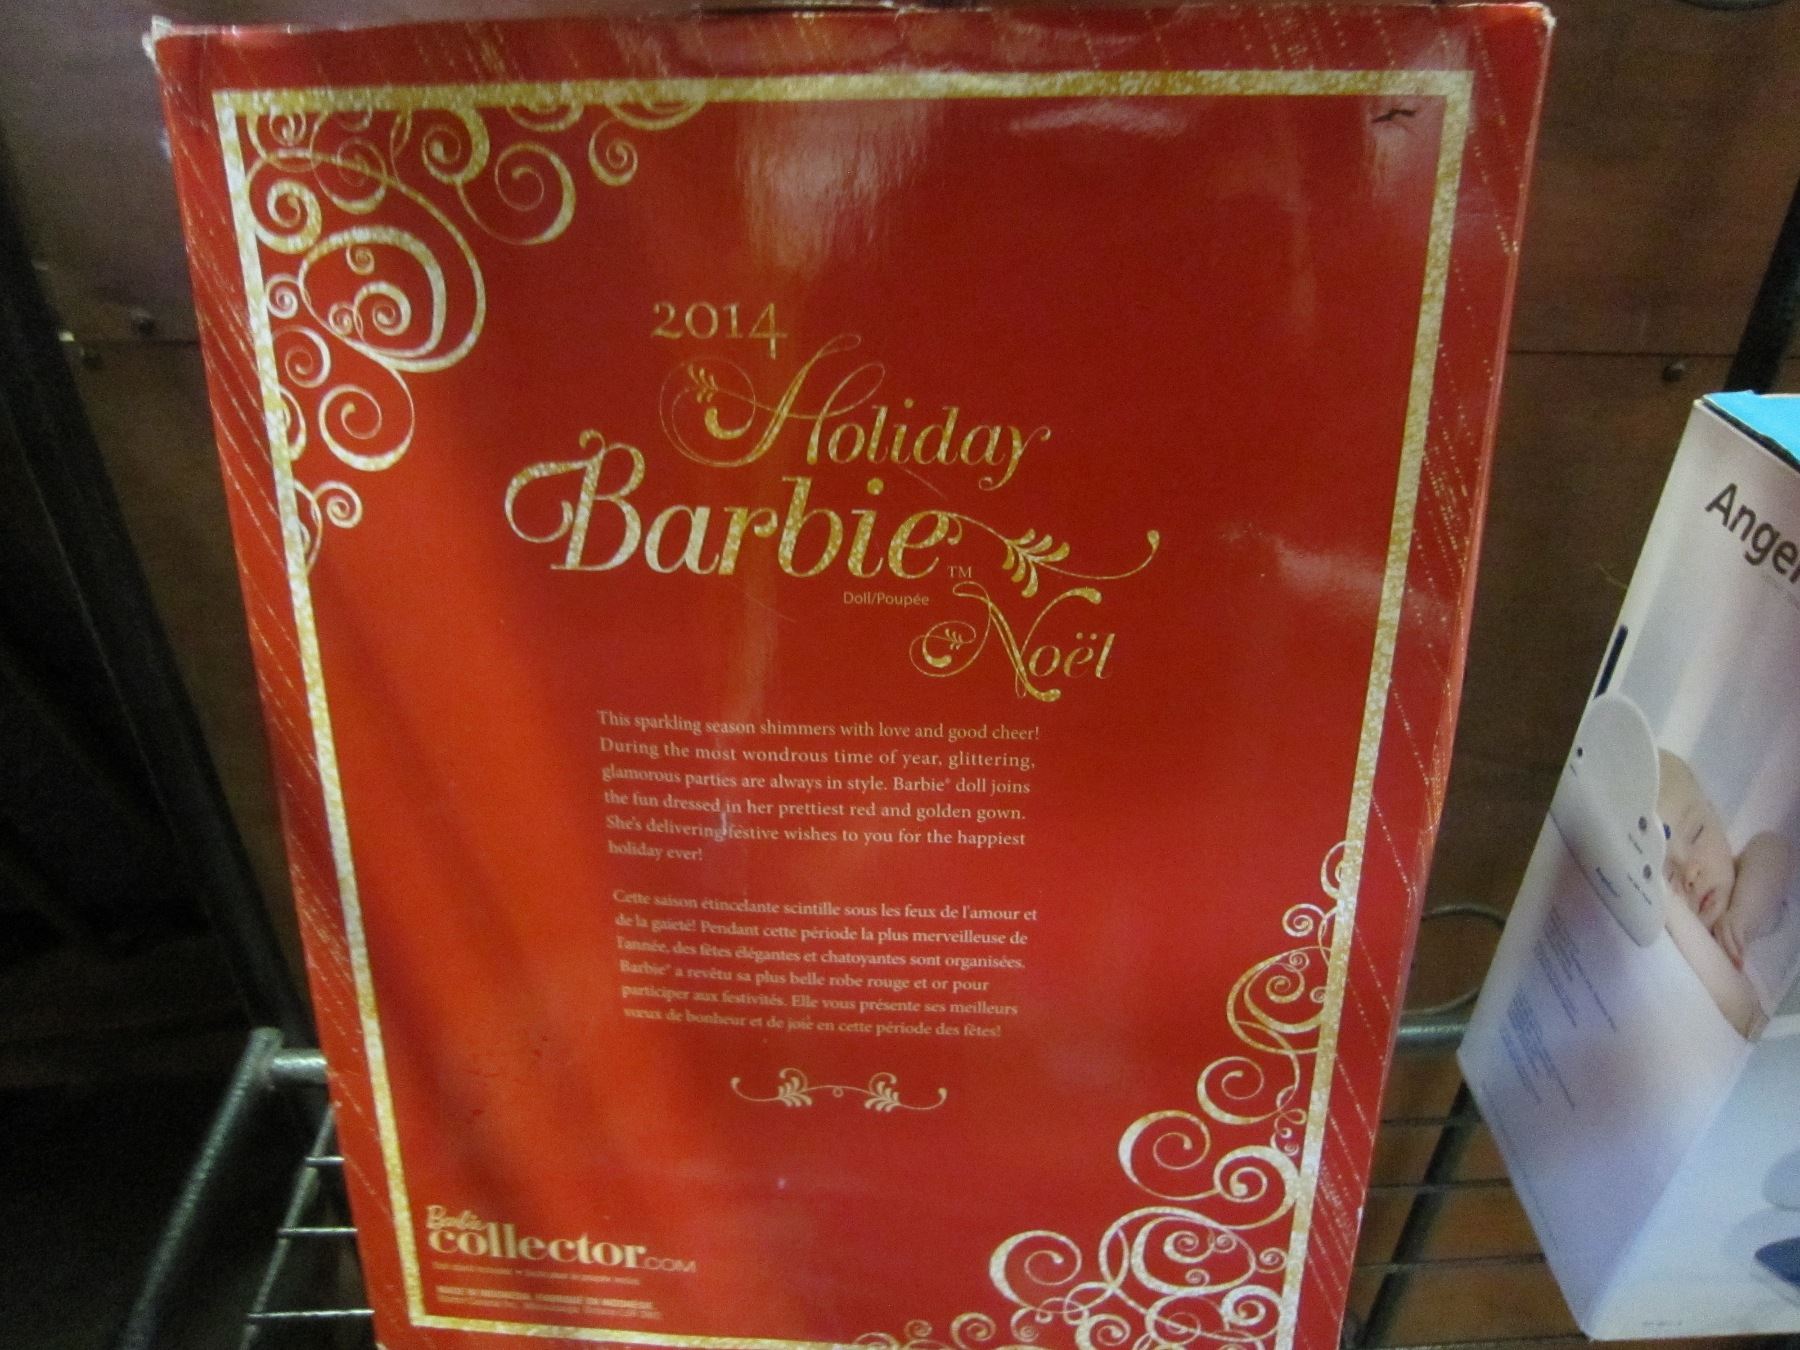 2014
Holiday
Barbie™
Doll/Poupée
Noël
This sparkling season shimmers with love and good cheer!
During the most wondrous time of year, glittering,
glamorous parties are always in style. Barbie® doll joins
the fun dressed in her prettiest red and golden gown.
She's delivering festive wishes to you for the happiest
holiday ever!
Cette saison étincelante scintille sous les feux de l'amour et
de la gaieté! Pendant cette période la plus merveilleuse de
l'année, des fêtes élégantes et chatoyantes sont organisées.
Barbie® a revêtu sa plus belle robe rouge et or pour
participer aux festivités. Elle vous présente ses meilleurs
vœux de bonheur et de joie en cette période des fêtes!
Barbie
collector.COM
MADE IN INDONESIA.
Ange